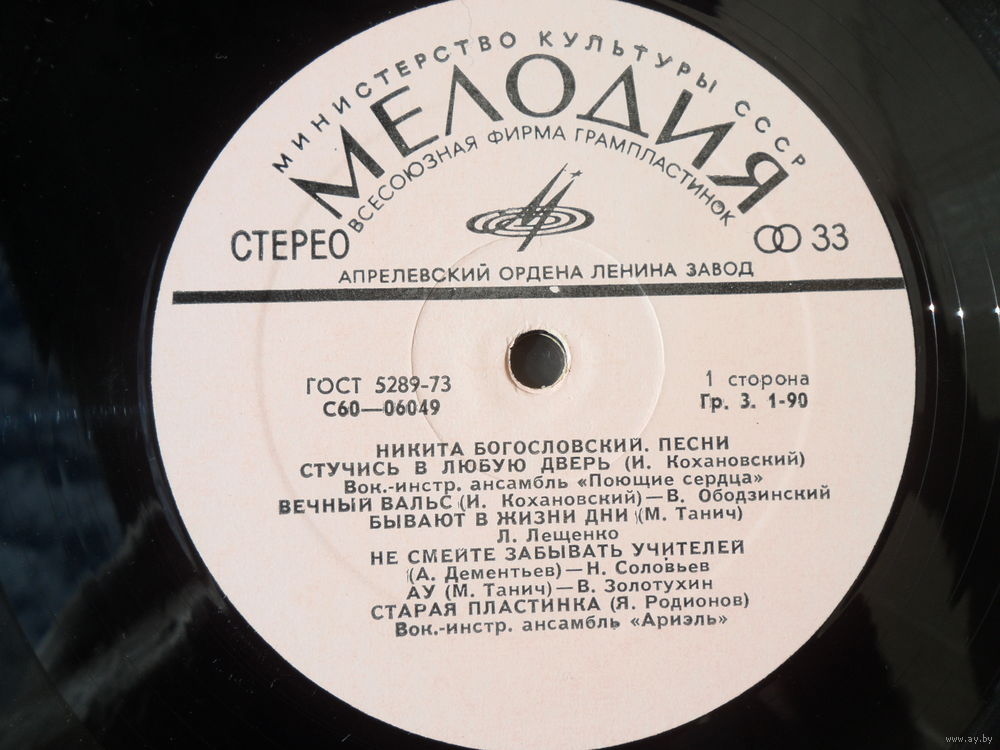 МИНИСТЕРСТВО КУЛЬТУРЫ СССР
МЕЛОДИЯ
ВСЕСОЮЗНАЯ ФИРМА ГРАМПЛАСТИНОК
СТЕРЕО
33
АПРЕЛЕВСКИЙ ОРДЕНА ЛЕНИНА ЗАВОД
ГОСТ 5289-73
С60—06049
1 сторона
Гр. 3. 1-90
НИКИТА БОГОСЛОВСКИЙ. ПЕСНИ
СТУЧИСЬ В ЛЮБУЮ ДВЕРЬ (И. Кохановский)
Вок.-инстр. ансамбль «Поющие сердца»
ВЕЧНЫЙ ВАЛЬС (И. Кохановский)—В. Ободзинский
БЫВАЮТ В ЖИЗНИ ДНИ (М. Танич)
Л. Лещенко
НЕ СМЕЙТЕ ЗАБЫВАТЬ УЧИТЕЛЕЙ
(А. Дементьев)—Н. Соловьев
АУ (М. Танич)—В. Золотухин
СТАРАЯ ПЛАСТИНКА (Я. Родионов)
Вок.-инстр. ансамбль «Ариэль»
www.ay.by